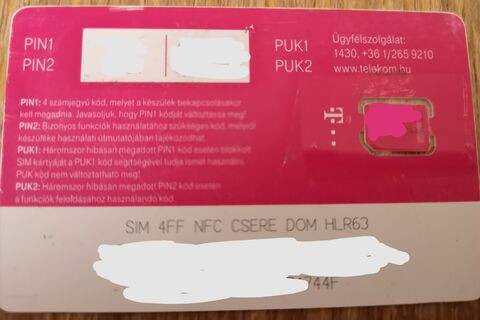 PIN1
PIN2
PUK1
PUK2
Ügyfélszolgálat:
1430, +36 1/265 9210
www.telekom.hu
PIN1: 4 számjegyű kód, melyet a készülék bekapcsolásakor
kell megadnia. Javasoljuk, hogy PIN1 kódját változtassa meg!
PIN2: Bizonyos funkciók használatához szükséges kód, melyről
készüléke használati útmutatójában tájékozódhat.
PUK1: Háromszor hibásan megadott PIN1 kód esetén blokkolt
SIM kártyáját a PUK1 kód segítségével tudja ismét használni.
PUK kód nem változtatható meg!
PUK2: Háromszor hibásan megadott PIN2 kód esetén
a funkciók feloldásához használandó kód.
T
SIM 4FF NFC CSERE DOM HLR63
744F